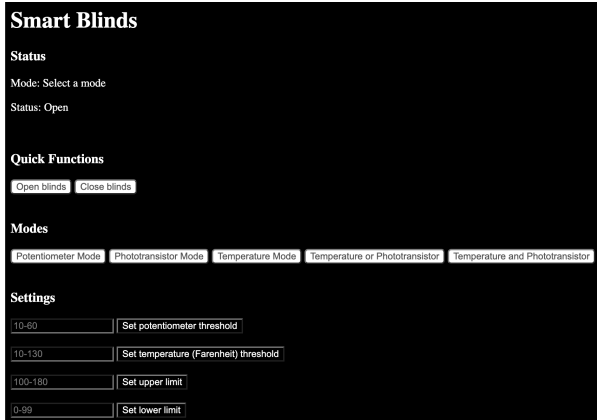 Smart Blinds
Status
Mode: Select a mode
Status: Open
Quick Functions
Open blinds Close blinds
Modes
Potentiometer Mode Phototransistor Mode Temperature Mode Temperature or Phototransistor Temperature and Phototransistor
Settings
10-60 Set potentiometer threshold
10-130 Set temperature (Farenheit) threshold
100-180 Set upper limit
0-99 Set lower limit